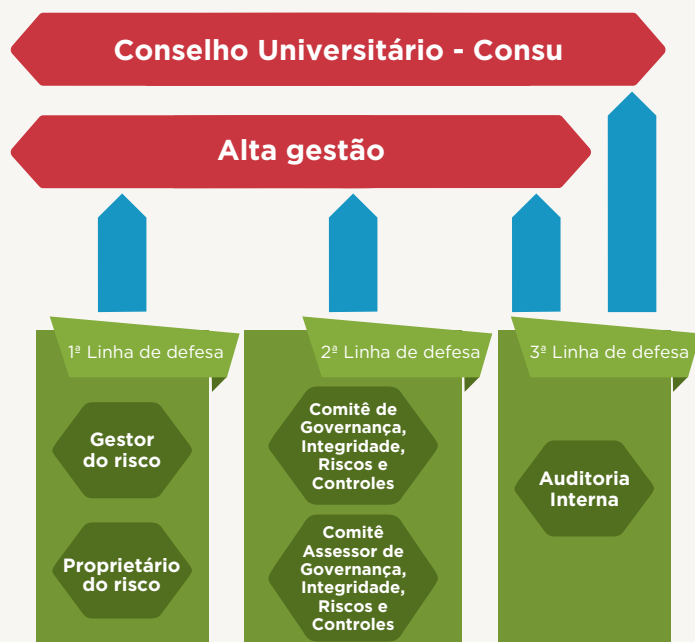 Conselho Universitário - Consu
Alta gestão
1ª Linha de defesa
Gestor
do risco
Proprietário
do risco
2ª Linha de defesa
Comitê de
Governança,
Integridade,
Riscos e
Controles
Comitê
Assessor de
Governança,
Integridade,
Riscos e
Controles
3ª Linha de defesa
Auditoria
Interna